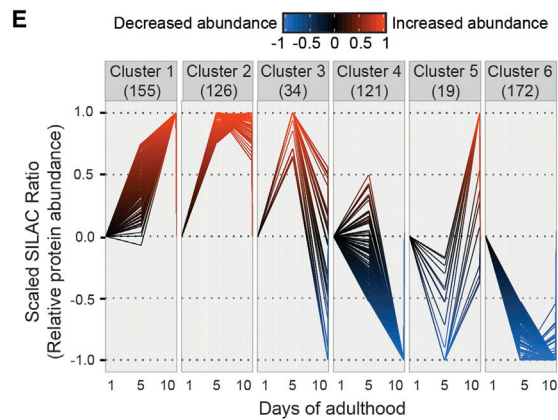 E
Decreased abundance Increased abundance
-1 -0.5 0 0.5 1
Cluster 1 Cluster 2 Cluster 3 Cluster 4 Cluster 5 Cluster 6
(155) (126) (34) (121) (19) (172)
Scaled SILAC Ratio
(Relative protein abundance)
1.0
0.5
0.0
-0.5
-1.0
1 5 10 1 5 10 1 5 10 1 5 10 1 5 10 1 5 10
Days of adulthood